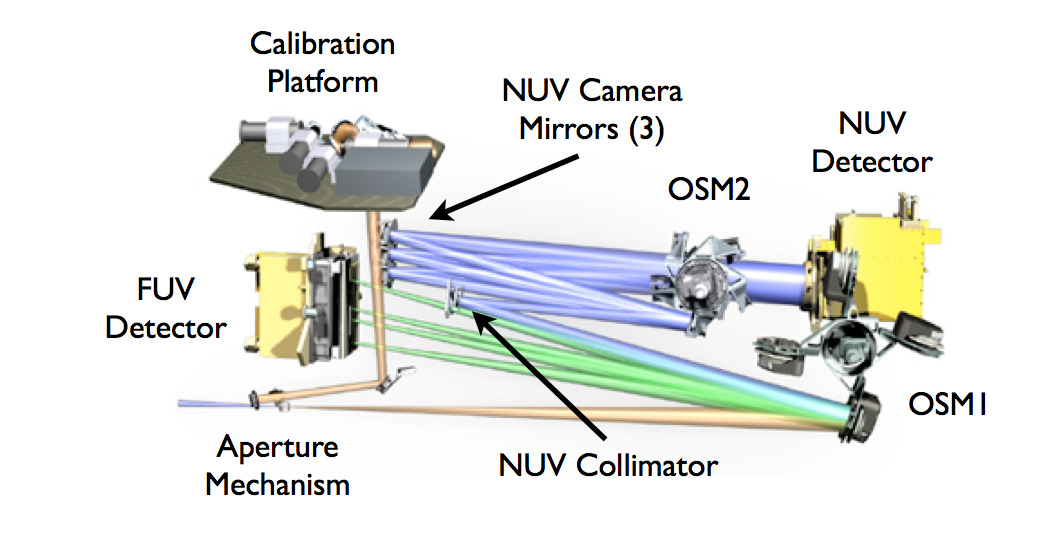 Calibration
Platform
NUV Camera
Mirrors (3)
NUV
Detector
OSM2
FUV
Detector
OSM1
Aperture
Mechanism
NUV Collimator